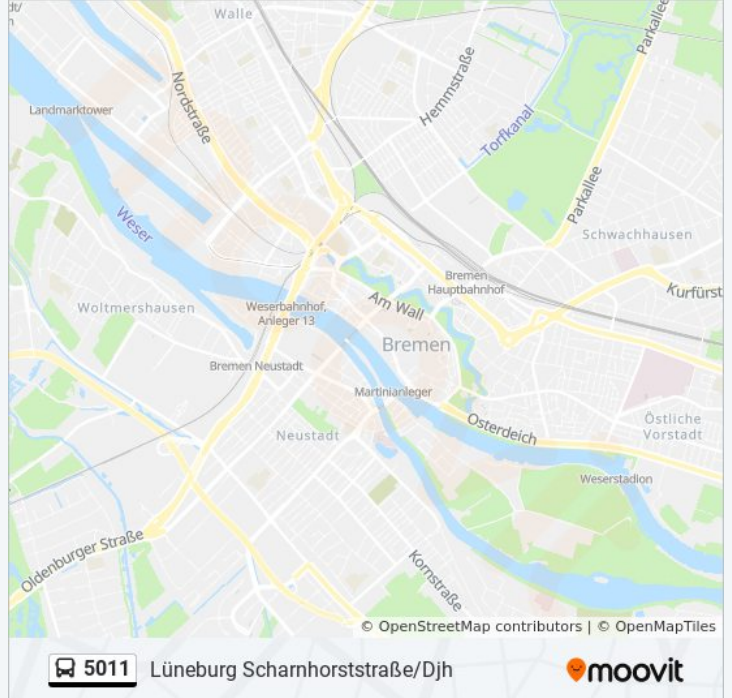 dt/
Walle
Parkallee
Nordstraße
Hemmstraße
Landmarktower
Torfkanal
Parkallee
Weser
Schwachhausen
Bremen
Hauptbahnhof
Kurfürst
Woltmershausen
Weserbahnhof,
Anleger 13
Am Wall
Bremen
Bremen Neustadt
Martinianleger
Neustadt
Osterdeich
Östliche
Vorstadt
Weserstadion
Oldenburger Straße
Kornstraße
© OpenStreetMap contributors | © OpenMapTiles
5011 Lüneburg Scharnhorststraße/Djh
moovit